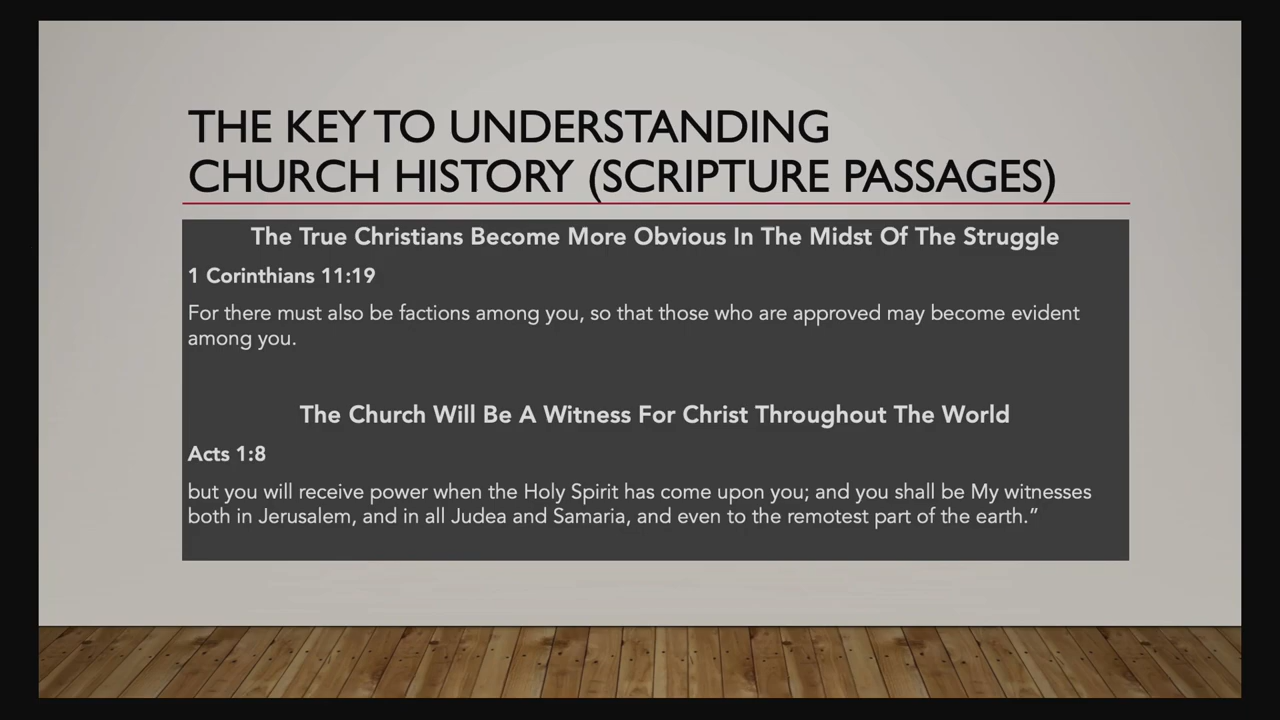 THE KEY TO UNDERSTANDING
CHURCH HISTORY (SCRIPTURE PASSAGES)
The True Christians Become More Obvious In The Midst Of The Struggle
1 Corinthians 11:19
For there must also be factions among you, so that those who are approved may become evident
among you.
The Church Will Be A Witness For Christ Throughout The World
Acts 1:8
but you will receive power when the Holy Spirit has come upon you; and you shall be My witnesses
both in Jerusalem, and in all Judea and Samaria, and even to the remotest part of the earth.”